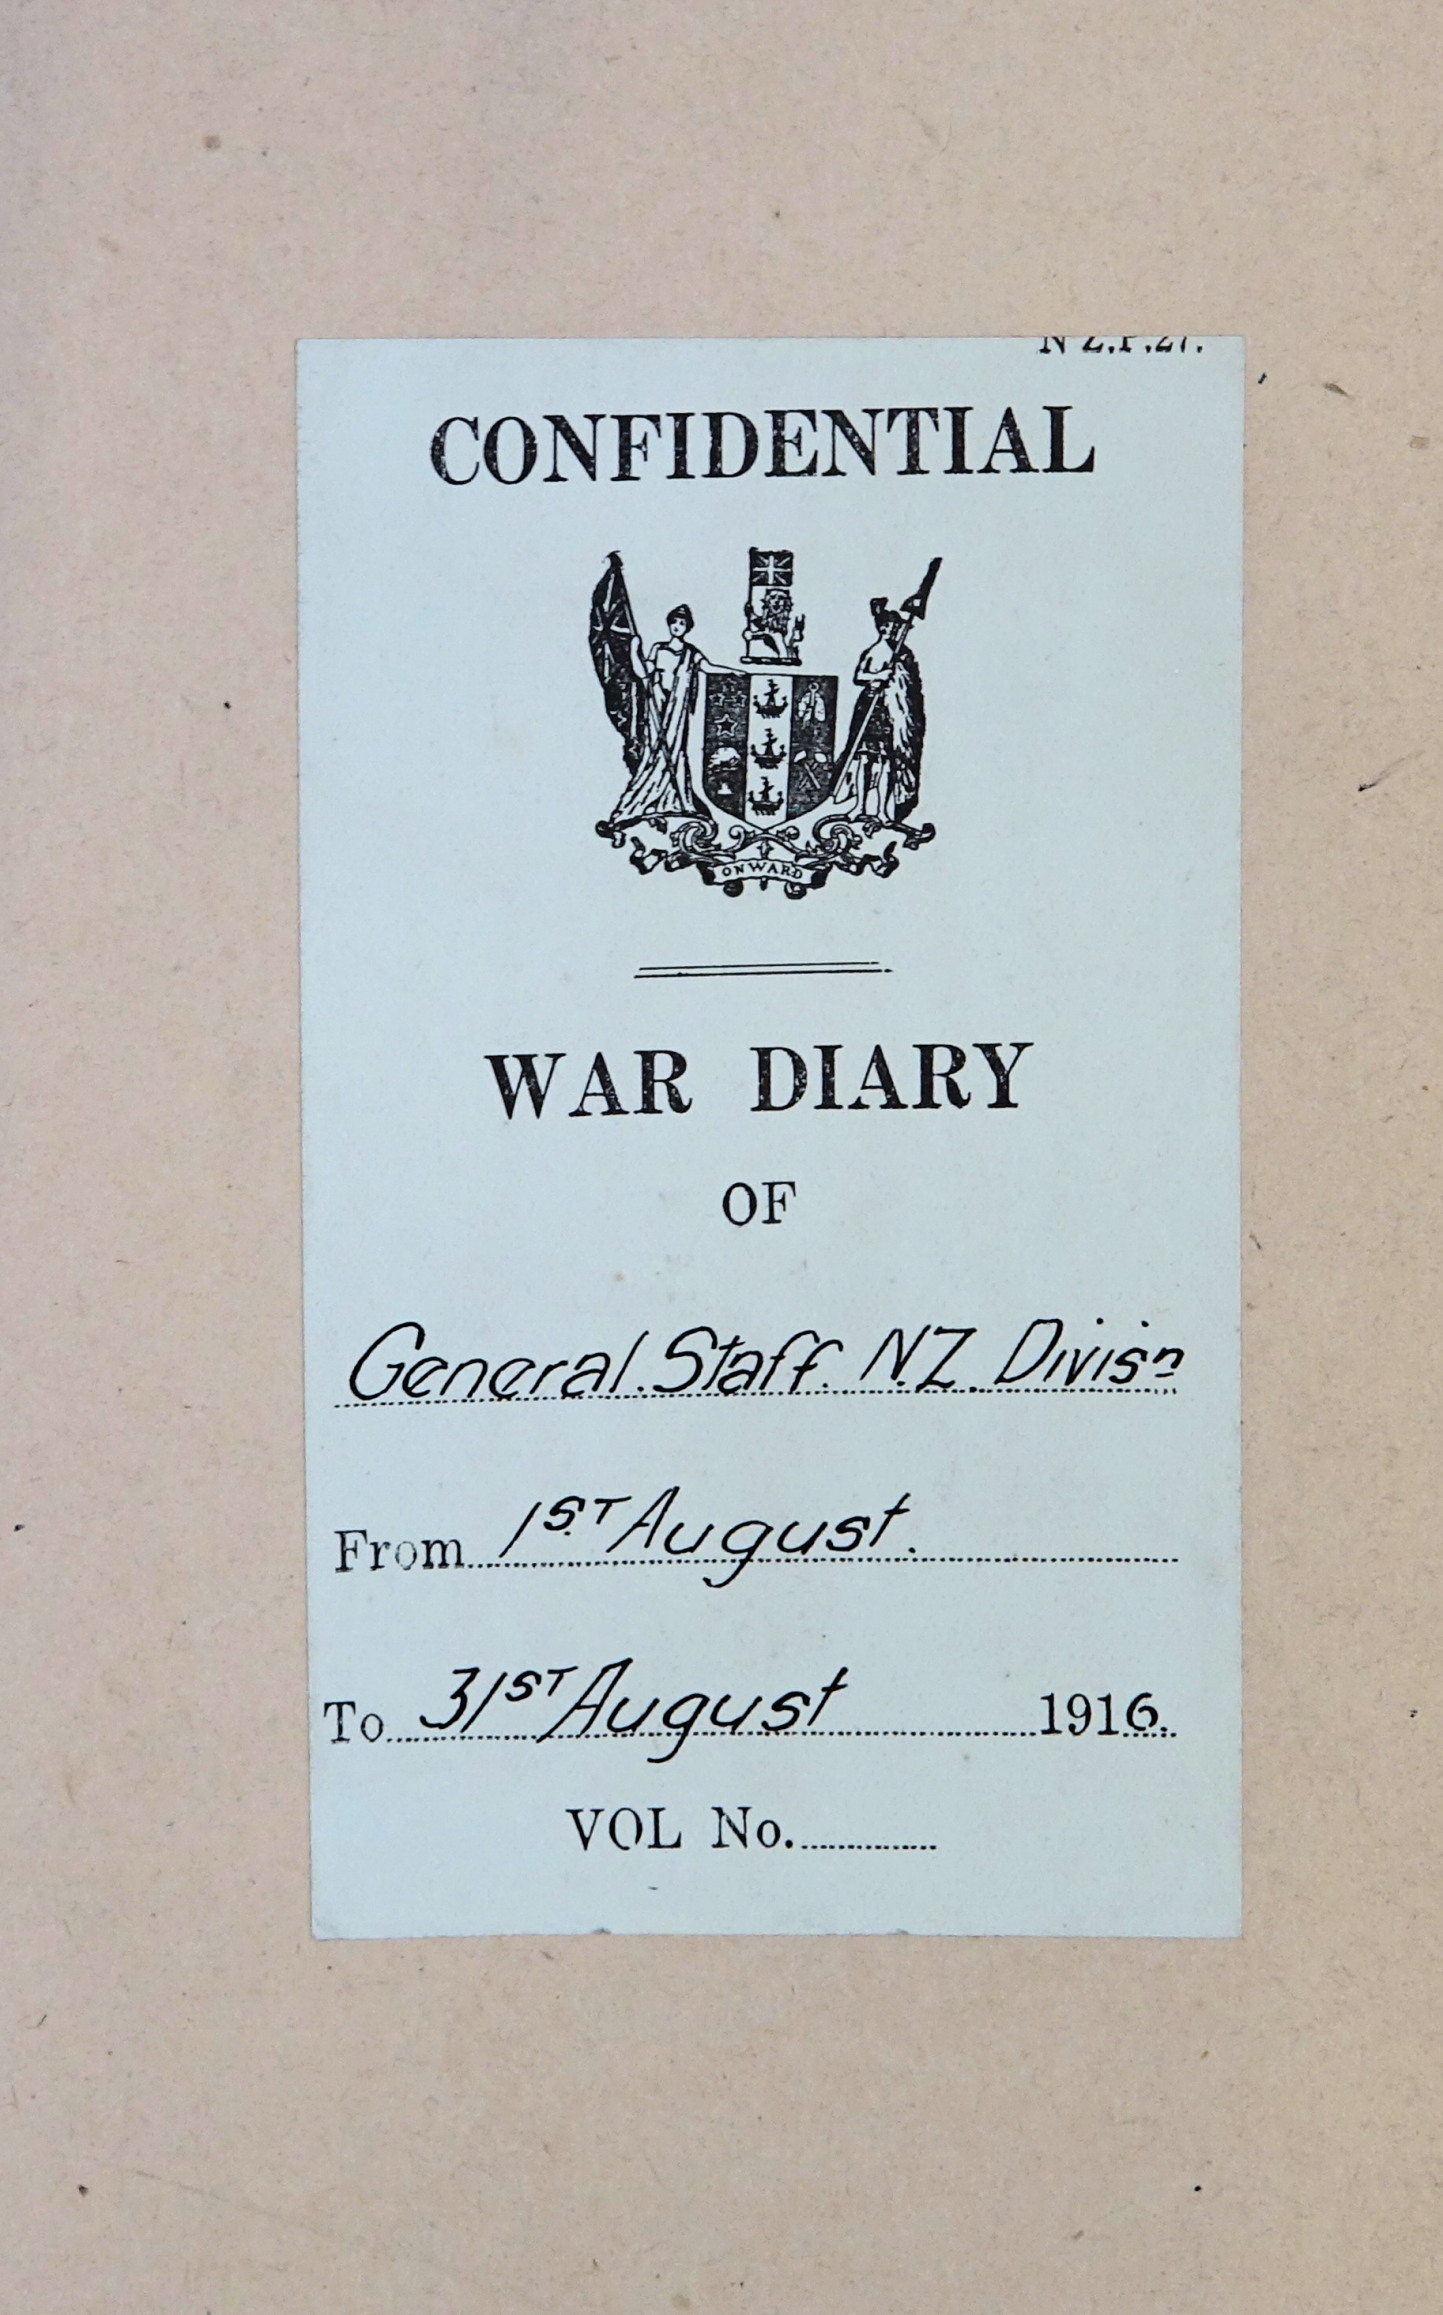 CONFIDENTIAL
ONWARD
WAR DIARY
OF
General Staff. N.Z. Divisn
From 1ST August.
To 31ST August 1916.
VOL No.